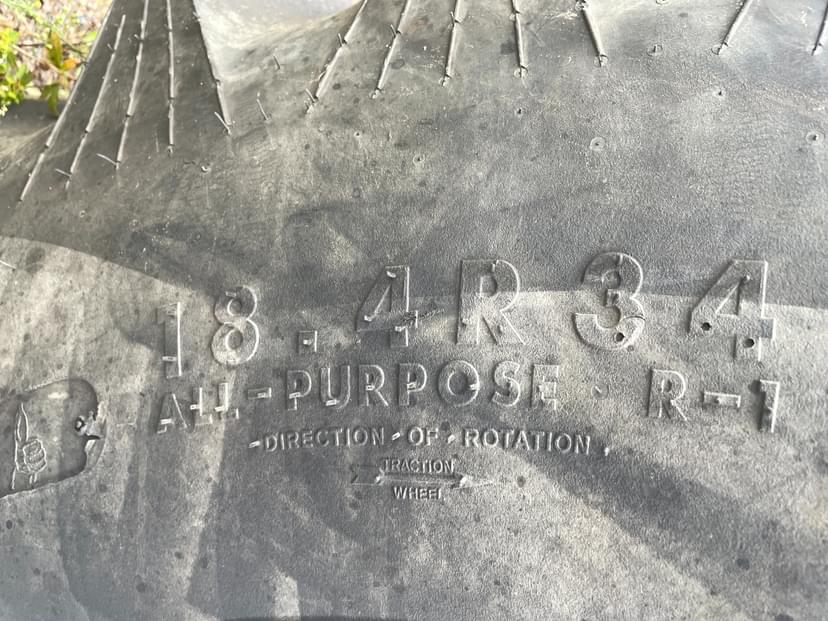 18.4R34
ALL-PURPOSE · R-1
-DIRECTION-OF-ROTATION-
TRACTION
WHEEL